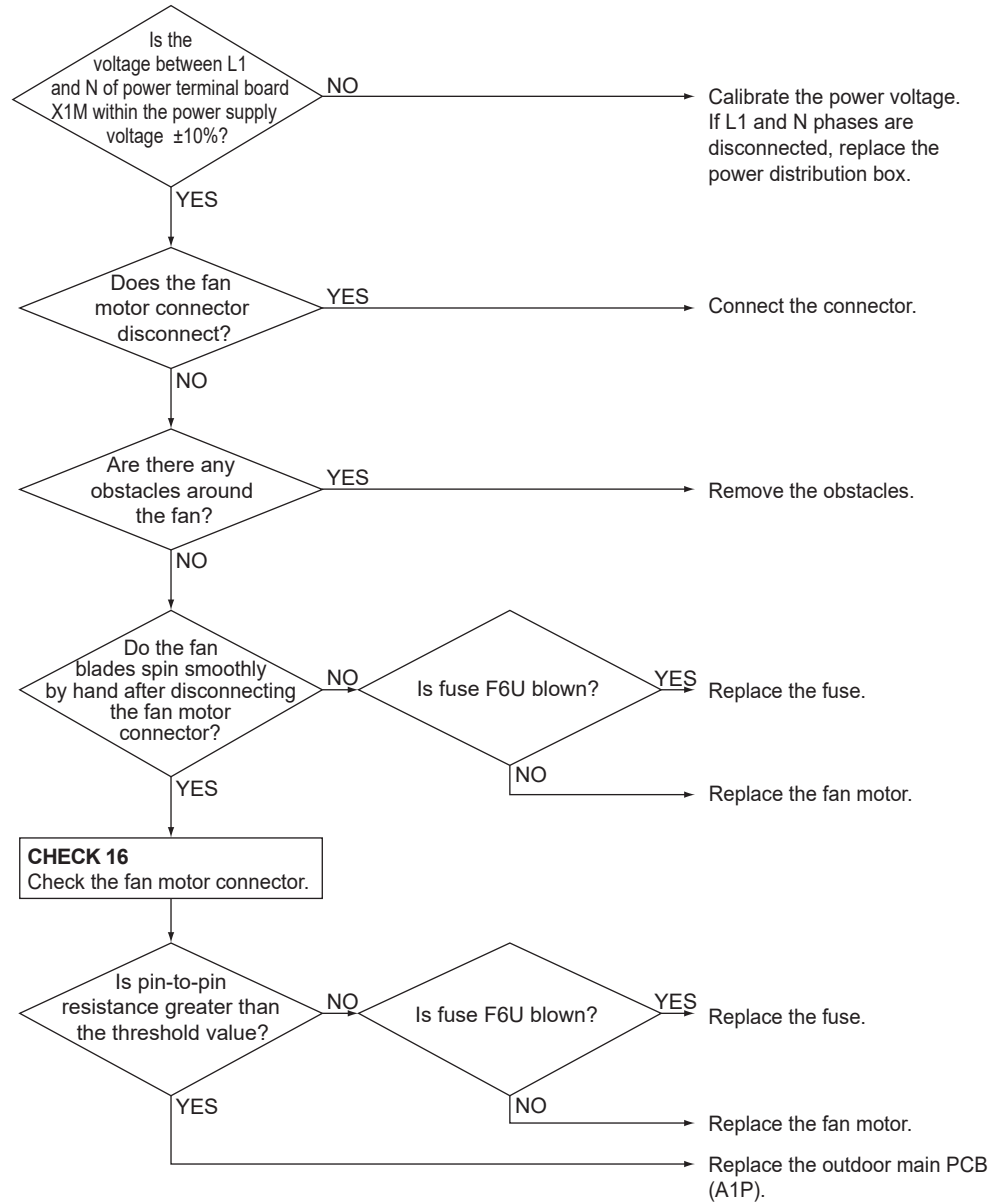 Is the
voltage between L1
and N of power terminal board
X1M within the power supply
voltage ±10%?
NO
Calibrate the power voltage.
If L1 and N phases are
disconnected, replace the
power distribution box.
YES
Does the fan
motor connector
disconnect?
YES
Connect the connector.
NO
Are there any
obstacles around
the fan?
YES
Remove the obstacles.
NO
Do the fan
blades spin smoothly
by hand after disconnecting
the fan motor
connector?
NO
Is fuse F6U blown?
YES
Replace the fuse.
NO
Replace the fan motor.
YES
CHECK 16
Check the fan motor connector.
Is pin-to-pin
resistance greater than
the threshold value?
NO
Is fuse F6U blown?
YES
Replace the fuse.
NO
Replace the fan motor.
YES
Replace the outdoor main PCB
(A1P).